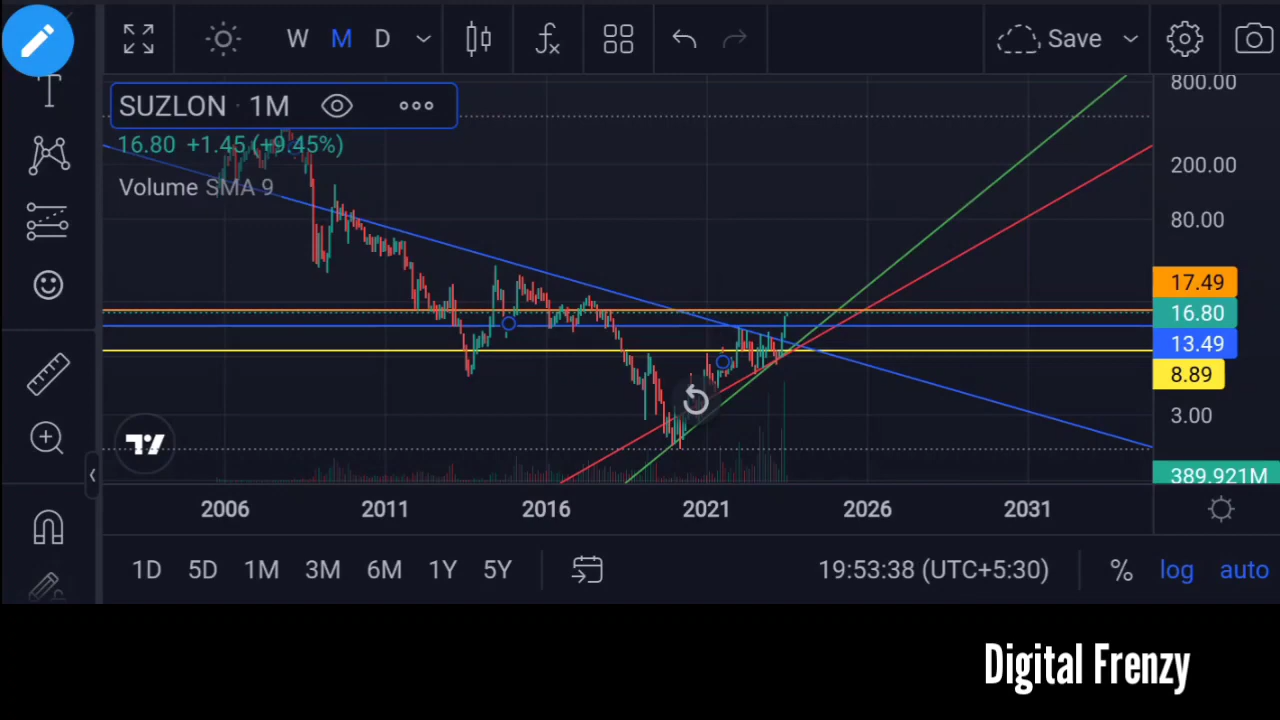 W M D Save
SUZLON · 1M
16.80 +1.45 (+9.45%)
Volume SMA 9
800.00
200.00
80.00
17.49
16.80
13.49
8.89
3.00
389.921M
2006 2011 2016 2021 2026 2031
1D 5D 1M 3M 6M 1Y 5Y 19:53:38 (UTC+5:30) % log auto
Digital Frenzy